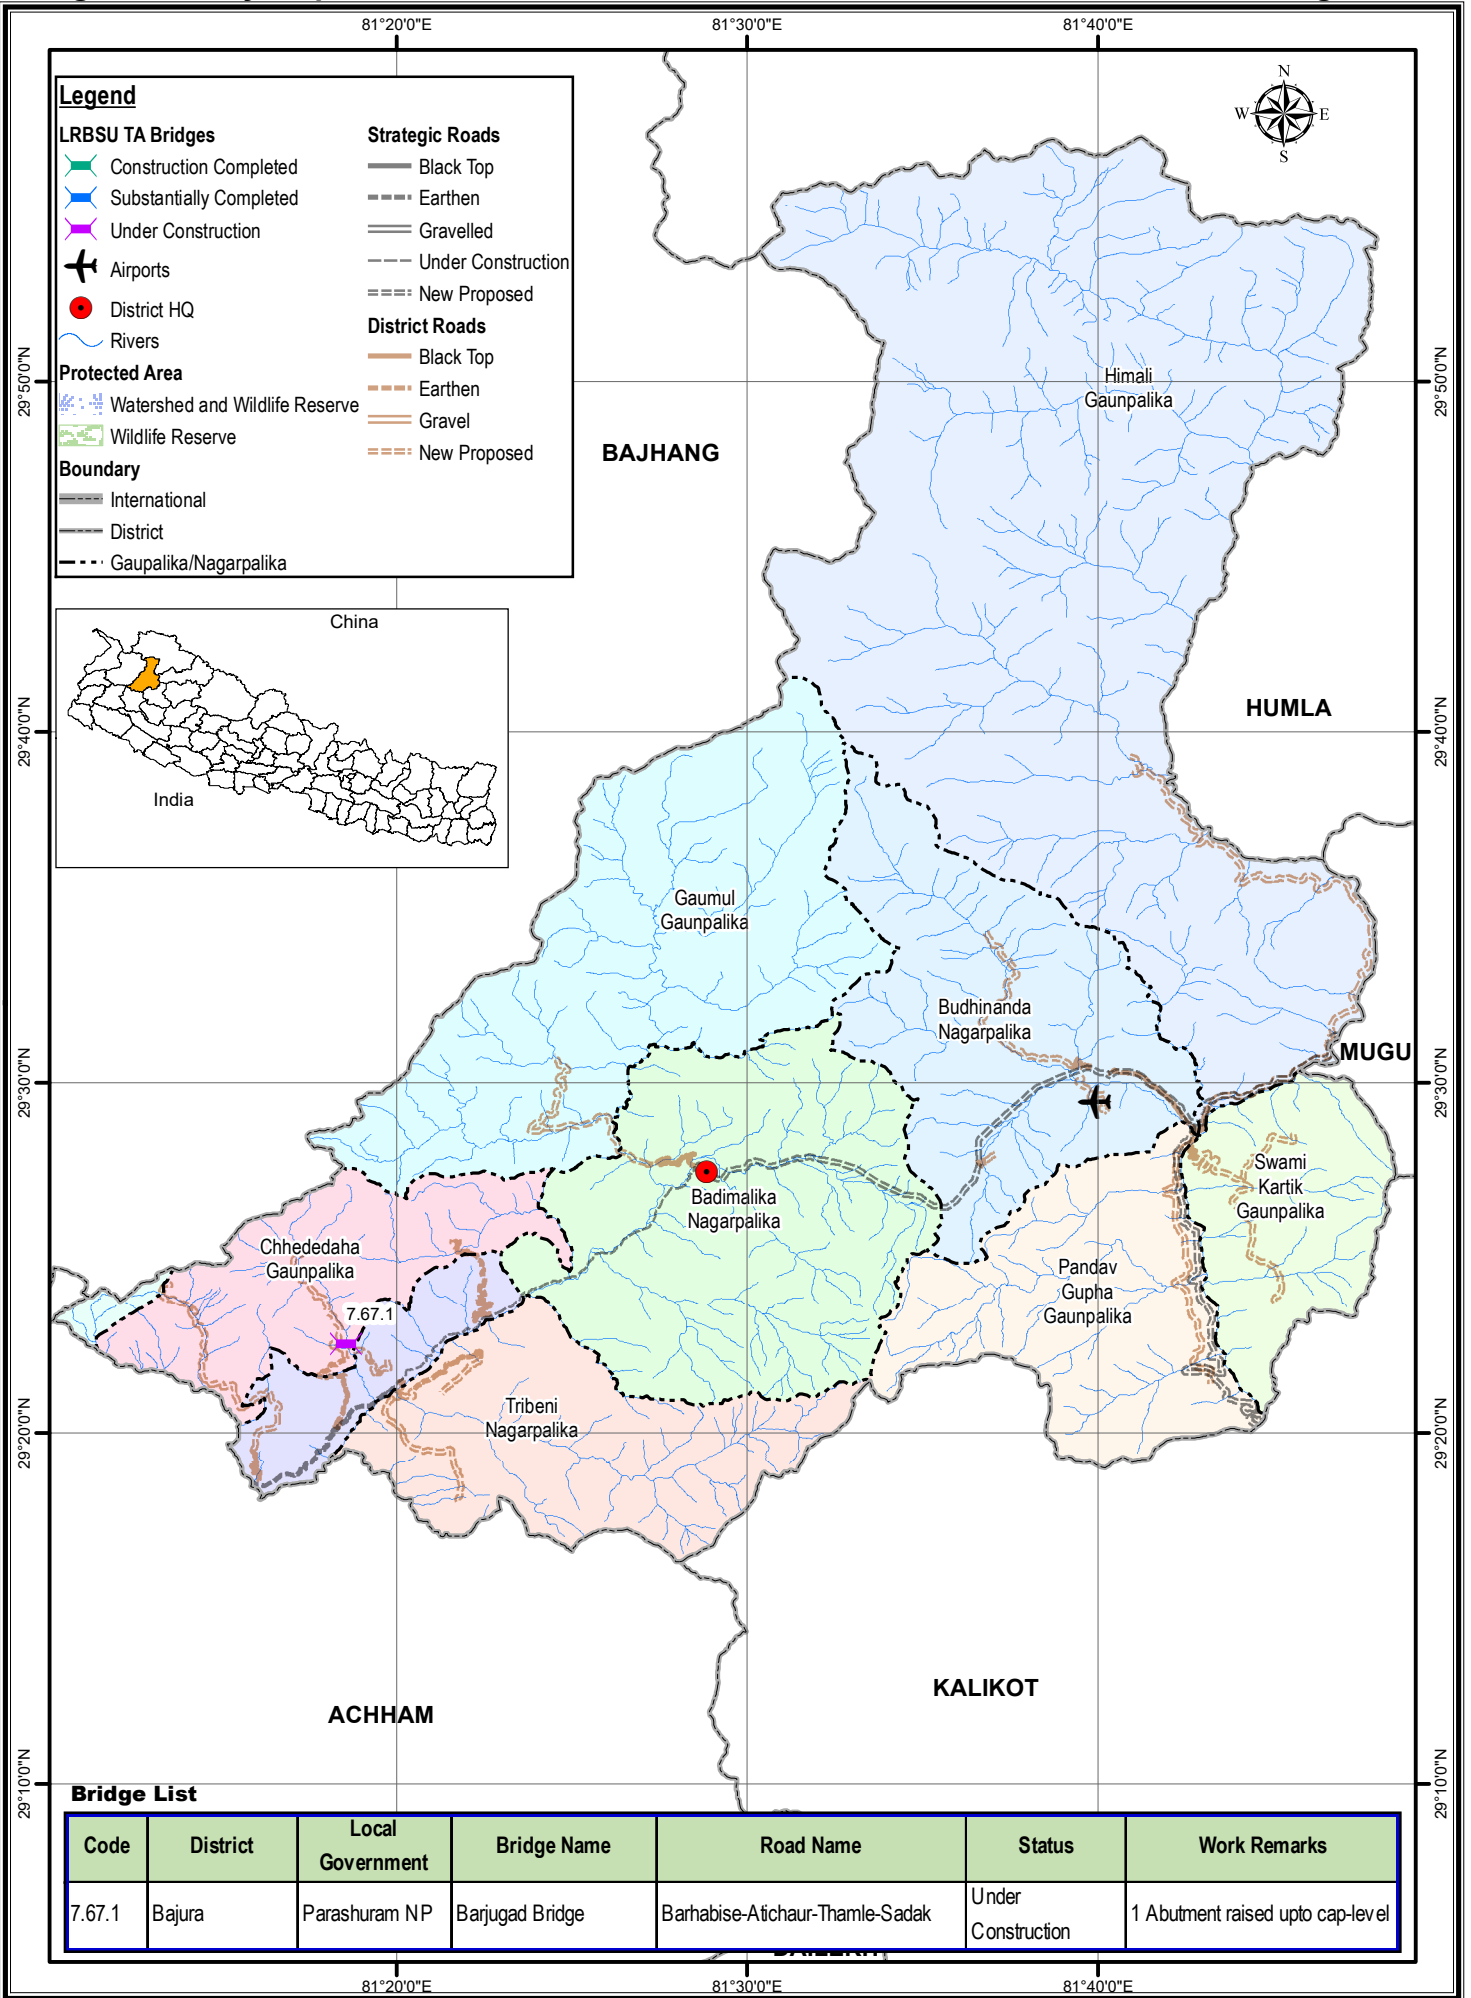 81°20'0"E
81°30'0"E
81°40'0"E
N
W
E
S
Legend
LRBSU TA Bridges
Construction Completed
Substantially Completed
Under Construction
Airports
District HQ
Rivers
Protected Area
Watershed and Wildlife Reserve
Wildlife Reserve
Boundary
International
District
Gaupalika/Nagarpalika
Strategic Roads
Black Top
Earthen
Gravelled
Under Construction
New Proposed
District Roads
Black Top
Earthen
Gravel
New Proposed
29°50'0"N
29°50'0"N
Himali
Gaunpalika
BAJHANG
China
India
HUMLA
29°40'0"N
29°40'0"N
Gaumul
Gaunpalika
Budhinanda
Nagarpalika
MUGU
29°30'0"N
29°30'0"N
Swami
Kartik
Gaunpalika
Badimalika
Nagarpalika
Chhededaha
Gaunpalika
Pandav
Gupha
Gaunpalika
7.67.1
Tribeni
Nagarpalika
29°20'0"N
29°20'0"N
KALIKOT
ACHHAM
29°10'0"N
29°10'0"N
Bridge List
Code District Local Government Bridge Name Road Name Status Work Remarks
7.67.1 Bajura Parashuram NP Barjugad Bridge Barhabise-Atichaur-Thamle-Sadak Under Construction 1 Abutment raised upto cap-level
81°20'0"E
81°30'0"E
81°40'0"E